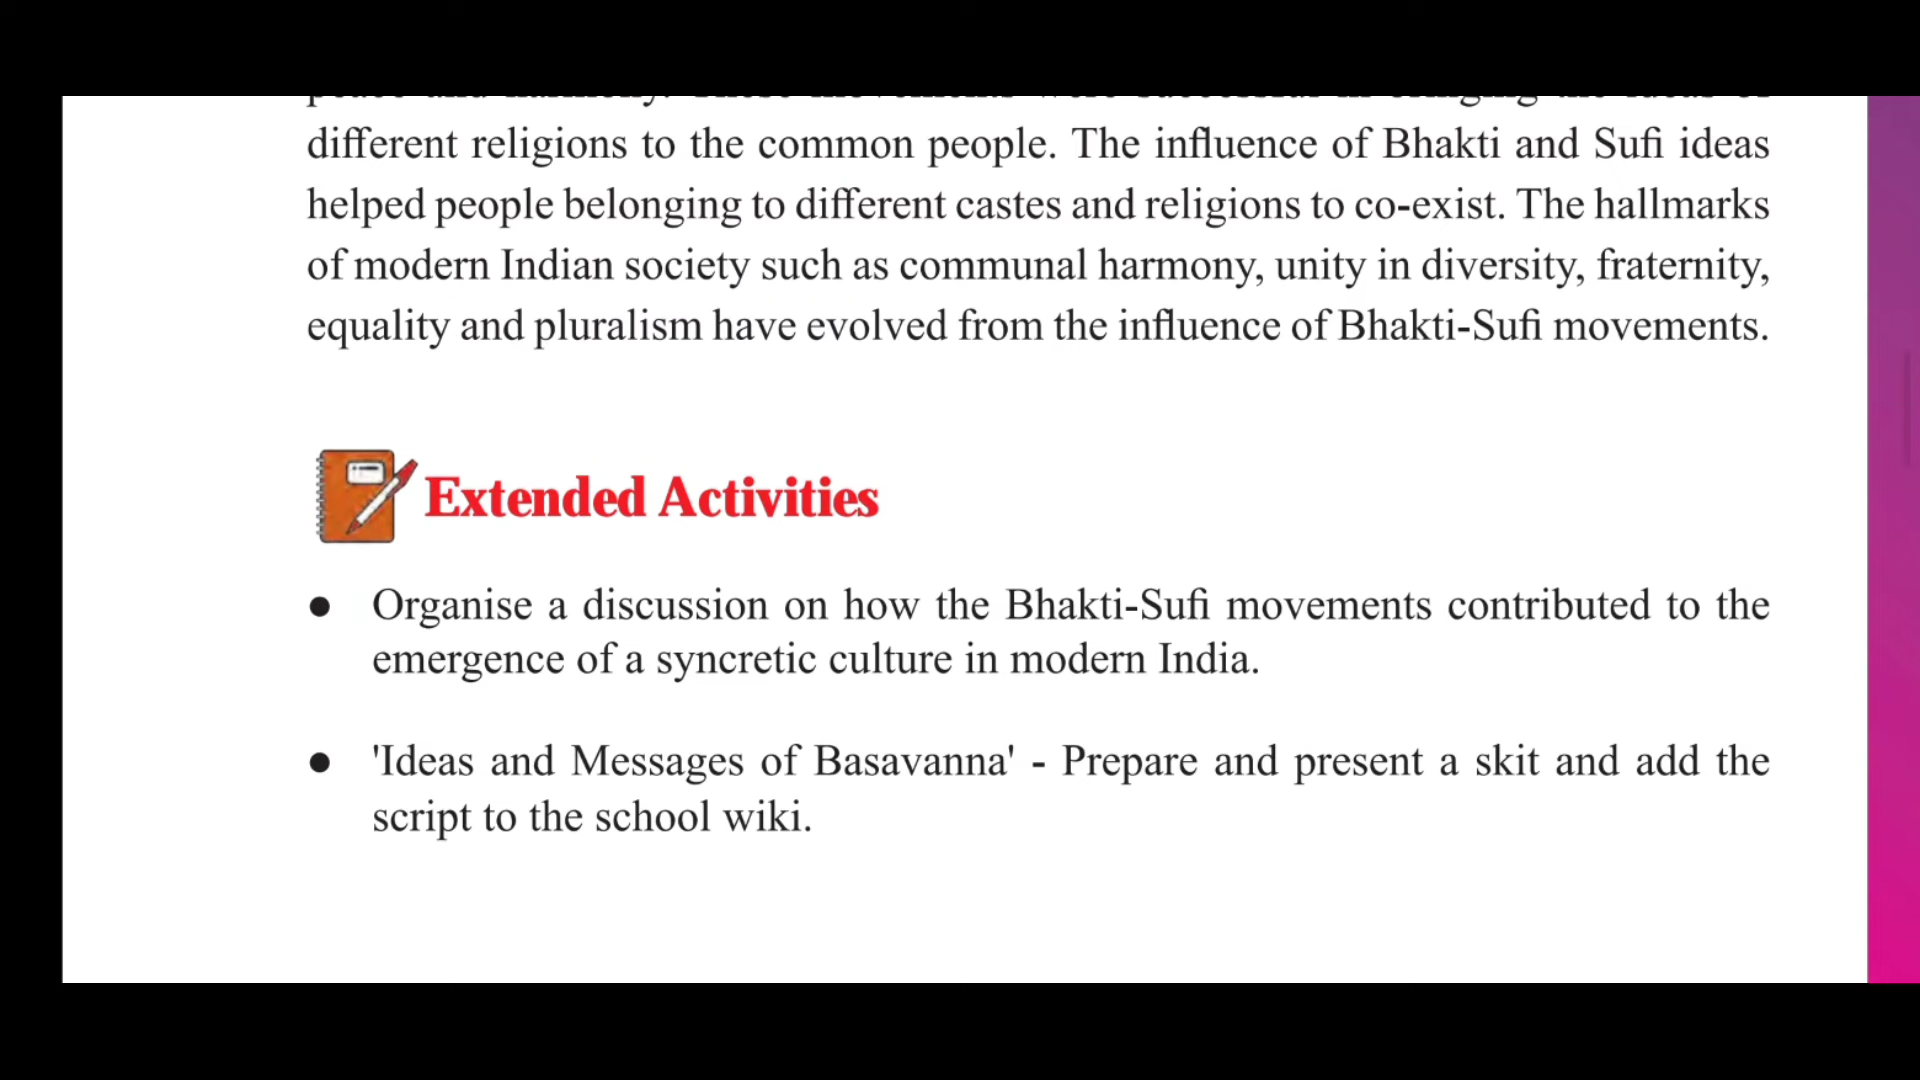 different religions to the common people. The influence of Bhakti and Sufi ideas
helped people belonging to different castes and religions to co-exist. The hallmarks
of modern Indian society such as communal harmony, unity in diversity, fraternity,
equality and pluralism have evolved from the influence of Bhakti-Sufi movements.
Extended Activities
● Organise a discussion on how the Bhakti-Sufi movements contributed to the
emergence of a syncretic culture in modern India.
● 'Ideas and Messages of Basavanna' - Prepare and present a skit and add the
script to the school wiki.